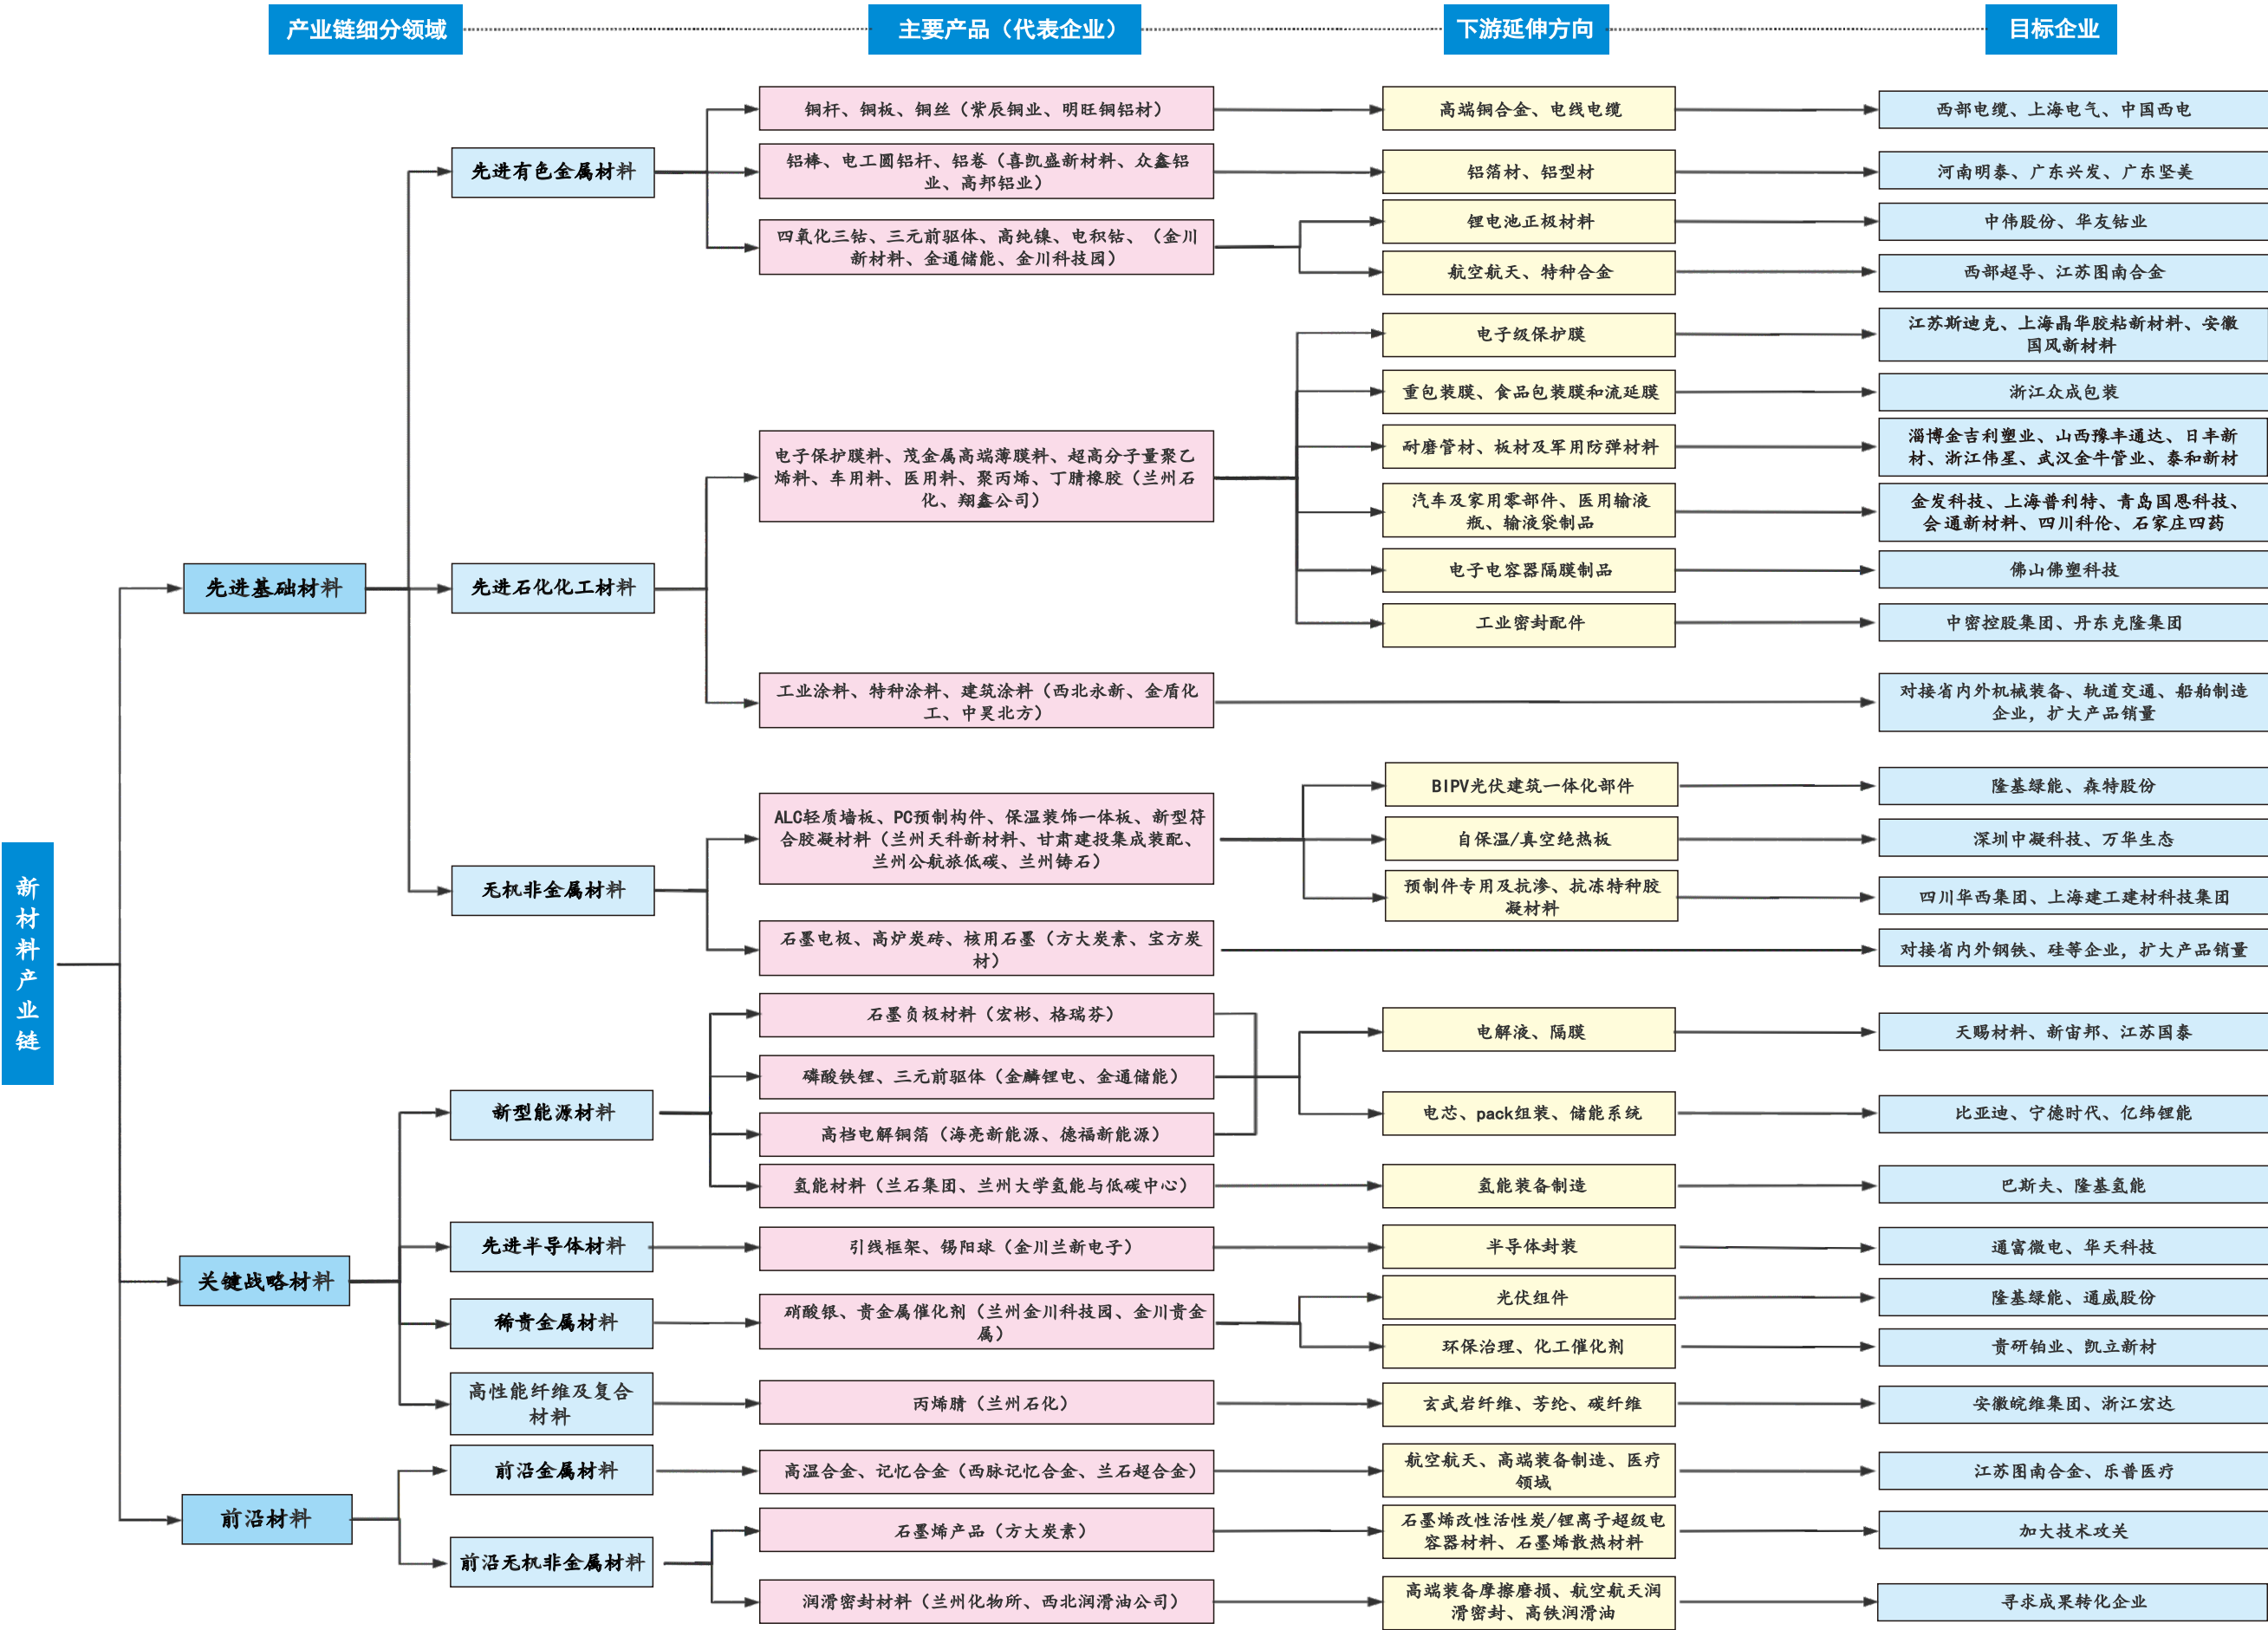 产业链细分领域
主要产品（代表企业）
下游延伸方向
目标企业
新材料产业链
先进基础材料
先进有色金属材料
铜杆、铜板、铜丝（紫辰铜业、明旺铜铝材）
高端铜合金、电线电缆
西部电缆、上海电气、中国西电
铝棒、电工圆铝杆、铝卷（喜凯盛新材料、众鑫铝
业、高邦铝业）
铝箔材、铝型材
河南明泰、广东兴发、广东坚美
四氧化三钴、三元前驱体、高纯镍、电积钴、（金川
新材料、金通储能、金川科技园）
锂电池正极材料
中伟股份、华友钴业
航空航天、特种合金
西部超导、江苏图南合金
先进石化化工材料
电子保护膜料、茂金属高端薄膜料、超高分子量聚乙
烯料、车用料、医用料、聚丙烯、丁腈橡胶（兰州石
化、翔鑫公司）
电子级保护膜
江苏斯迪克、上海晶华胶粘新材料、安徽
国风新材料
重包装膜、食品包装膜和流延膜
浙江众成包装
耐磨管材、板材及军用防弹材料
淄博金吉利塑业、山西豫丰通达、日丰新
材、浙江伟星、武汉金牛管业、泰和新材
汽车及家用零部件、医用输液
瓶、输液袋制品
金发科技、上海普利特、青岛国恩科技、
会通新材料、四川科伦、石家庄四药
电子电容器隔膜制品
佛山佛塑科技
工业密封配件
中密控股集团、丹东克隆集团
工业涂料、特种涂料、建筑涂料（西北永新、金盾化
工、中昊北方）
对接省内外机械装备、轨道交通、船舶制造
企业，扩大产品销量
无机非金属材料
ALC轻质墙板、PC预制构件、保温装饰一体板、新型符
合胶凝材料（兰州天科新材料、甘肃建投集成装配、
兰州公航旅低碳、兰州铸石）
BIPV光伏建筑一体化部件
隆基绿能、森特股份
自保温/真空绝热板
深圳中凝科技、万华生态
预制件专用及抗渗、抗冻特种胶
凝材料
四川华西集团、上海建工建材科技集团
石墨电极、高炉炭砖、核用石墨（方大炭素、宝方炭
材）
对接省内外钢铁、硅等企业，扩大产品销量
关键战略材料
新型能源材料
石墨负极材料（宏彬、格瑞芬）
磷酸铁锂、三元前驱体（金麟锂电、金通储能）
高档电解铜箔（海亮新能源、德福新能源）
电解液、隔膜
天赐材料、新宙邦、江苏国泰
电芯、pack组装、储能系统
比亚迪、宁德时代、亿纬锂能
氢能材料（兰石集团、兰州大学氢能与低碳中心）
氢能装备制造
巴斯夫、隆基氢能
先进半导体材料
引线框架、锡阳球（金川兰新电子）
半导体封装
通富微电、华天科技
稀贵金属材料
硝酸银、贵金属催化剂（兰州金川科技园、金川贵金
属）
光伏组件
隆基绿能、通威股份
环保治理、化工催化剂
贵研铂业、凯立新材
高性能纤维及复合
材料
丙烯腈（兰州石化）
玄武岩纤维、芳纶、碳纤维
安徽皖维集团、浙江宏达
前沿材料
前沿金属材料
高温合金、记忆合金（西脉记忆合金、兰石超合金）
航空航天、高端装备制造、医疗
领域
江苏图南合金、乐普医疗
前沿无机非金属材料
石墨烯产品（方大炭素）
石墨烯改性活性炭/锂离子超级电
容器材料、石墨烯散热材料
加大技术攻关
润滑密封材料（兰州化物所、西北润滑油公司）
高端装备摩擦磨损、航空航天润
滑密封、高铁润滑油
寻求成果转化企业